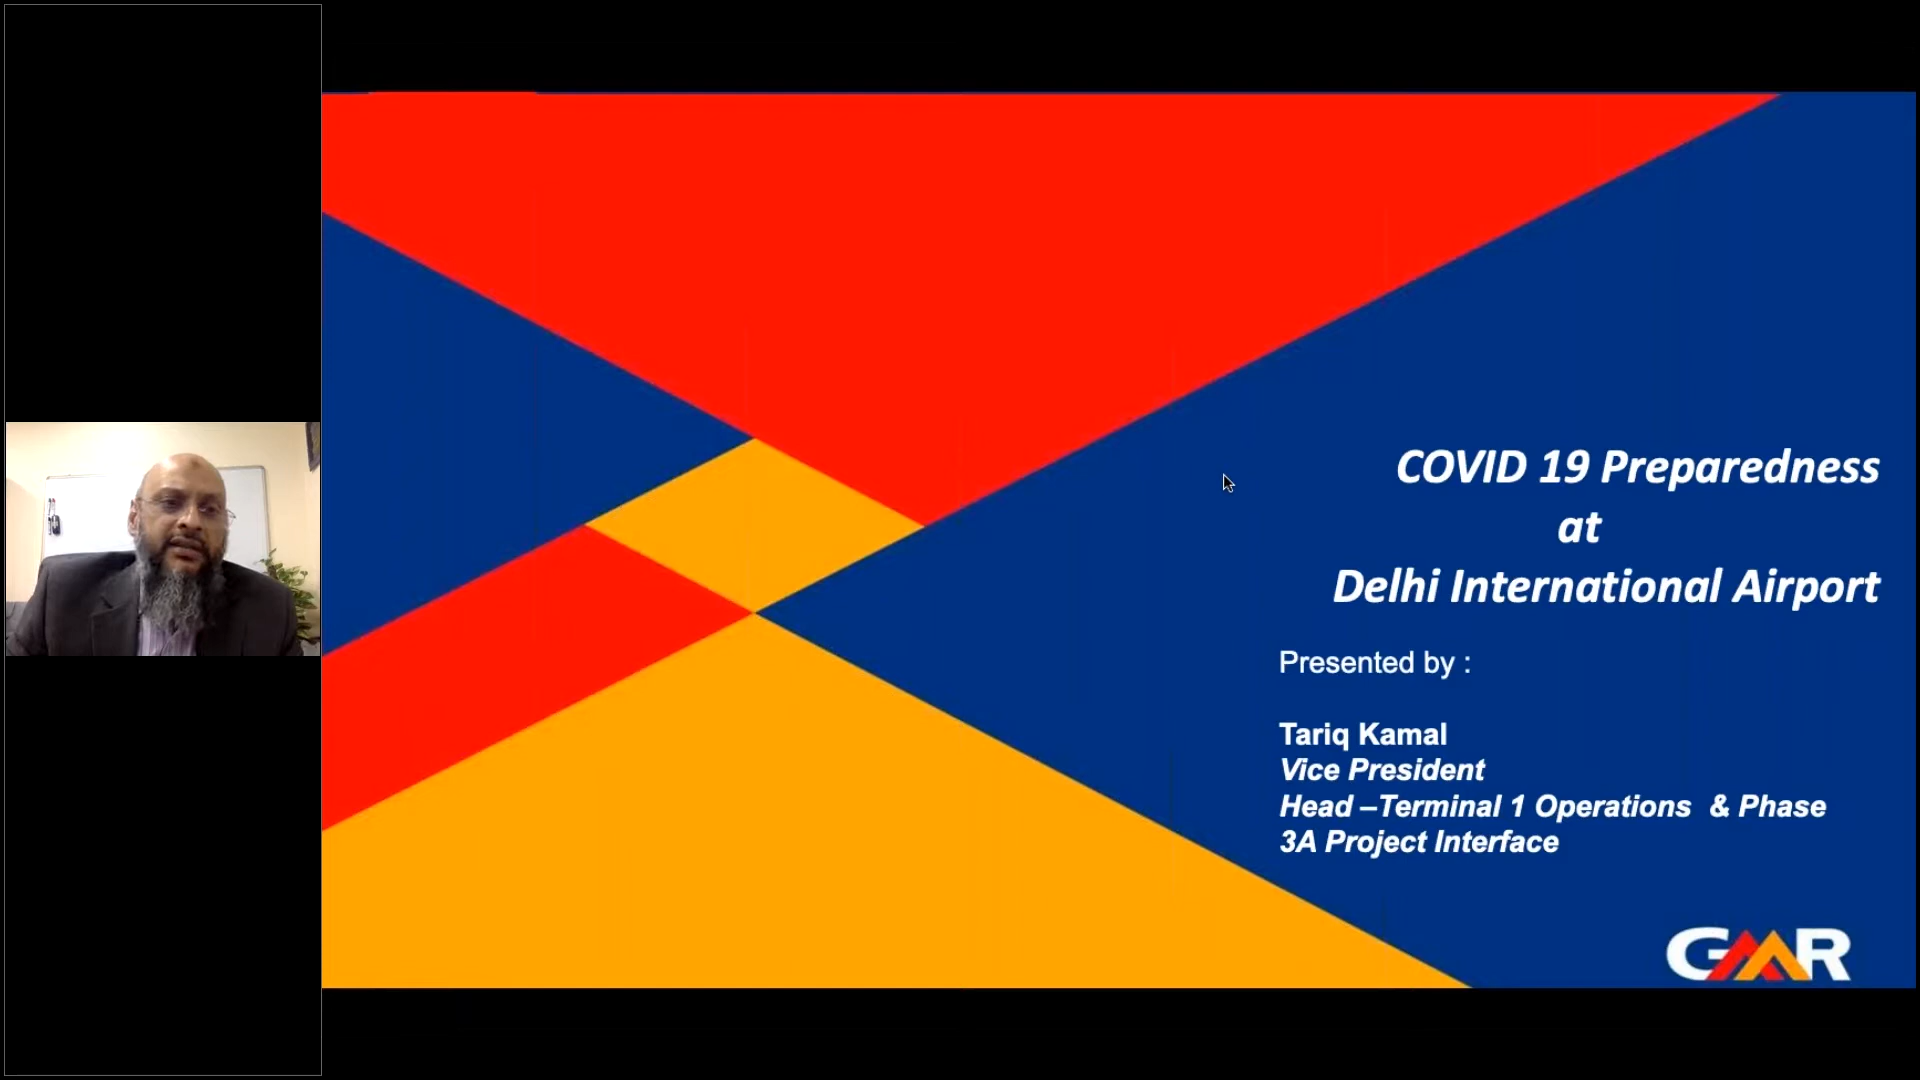 COVID 19 Preparedness
at
Delhi International Airport
Presented by :
Tariq Kamal
Vice President
Head –Terminal 1 Operations & Phase
3A Project Interface
GMR